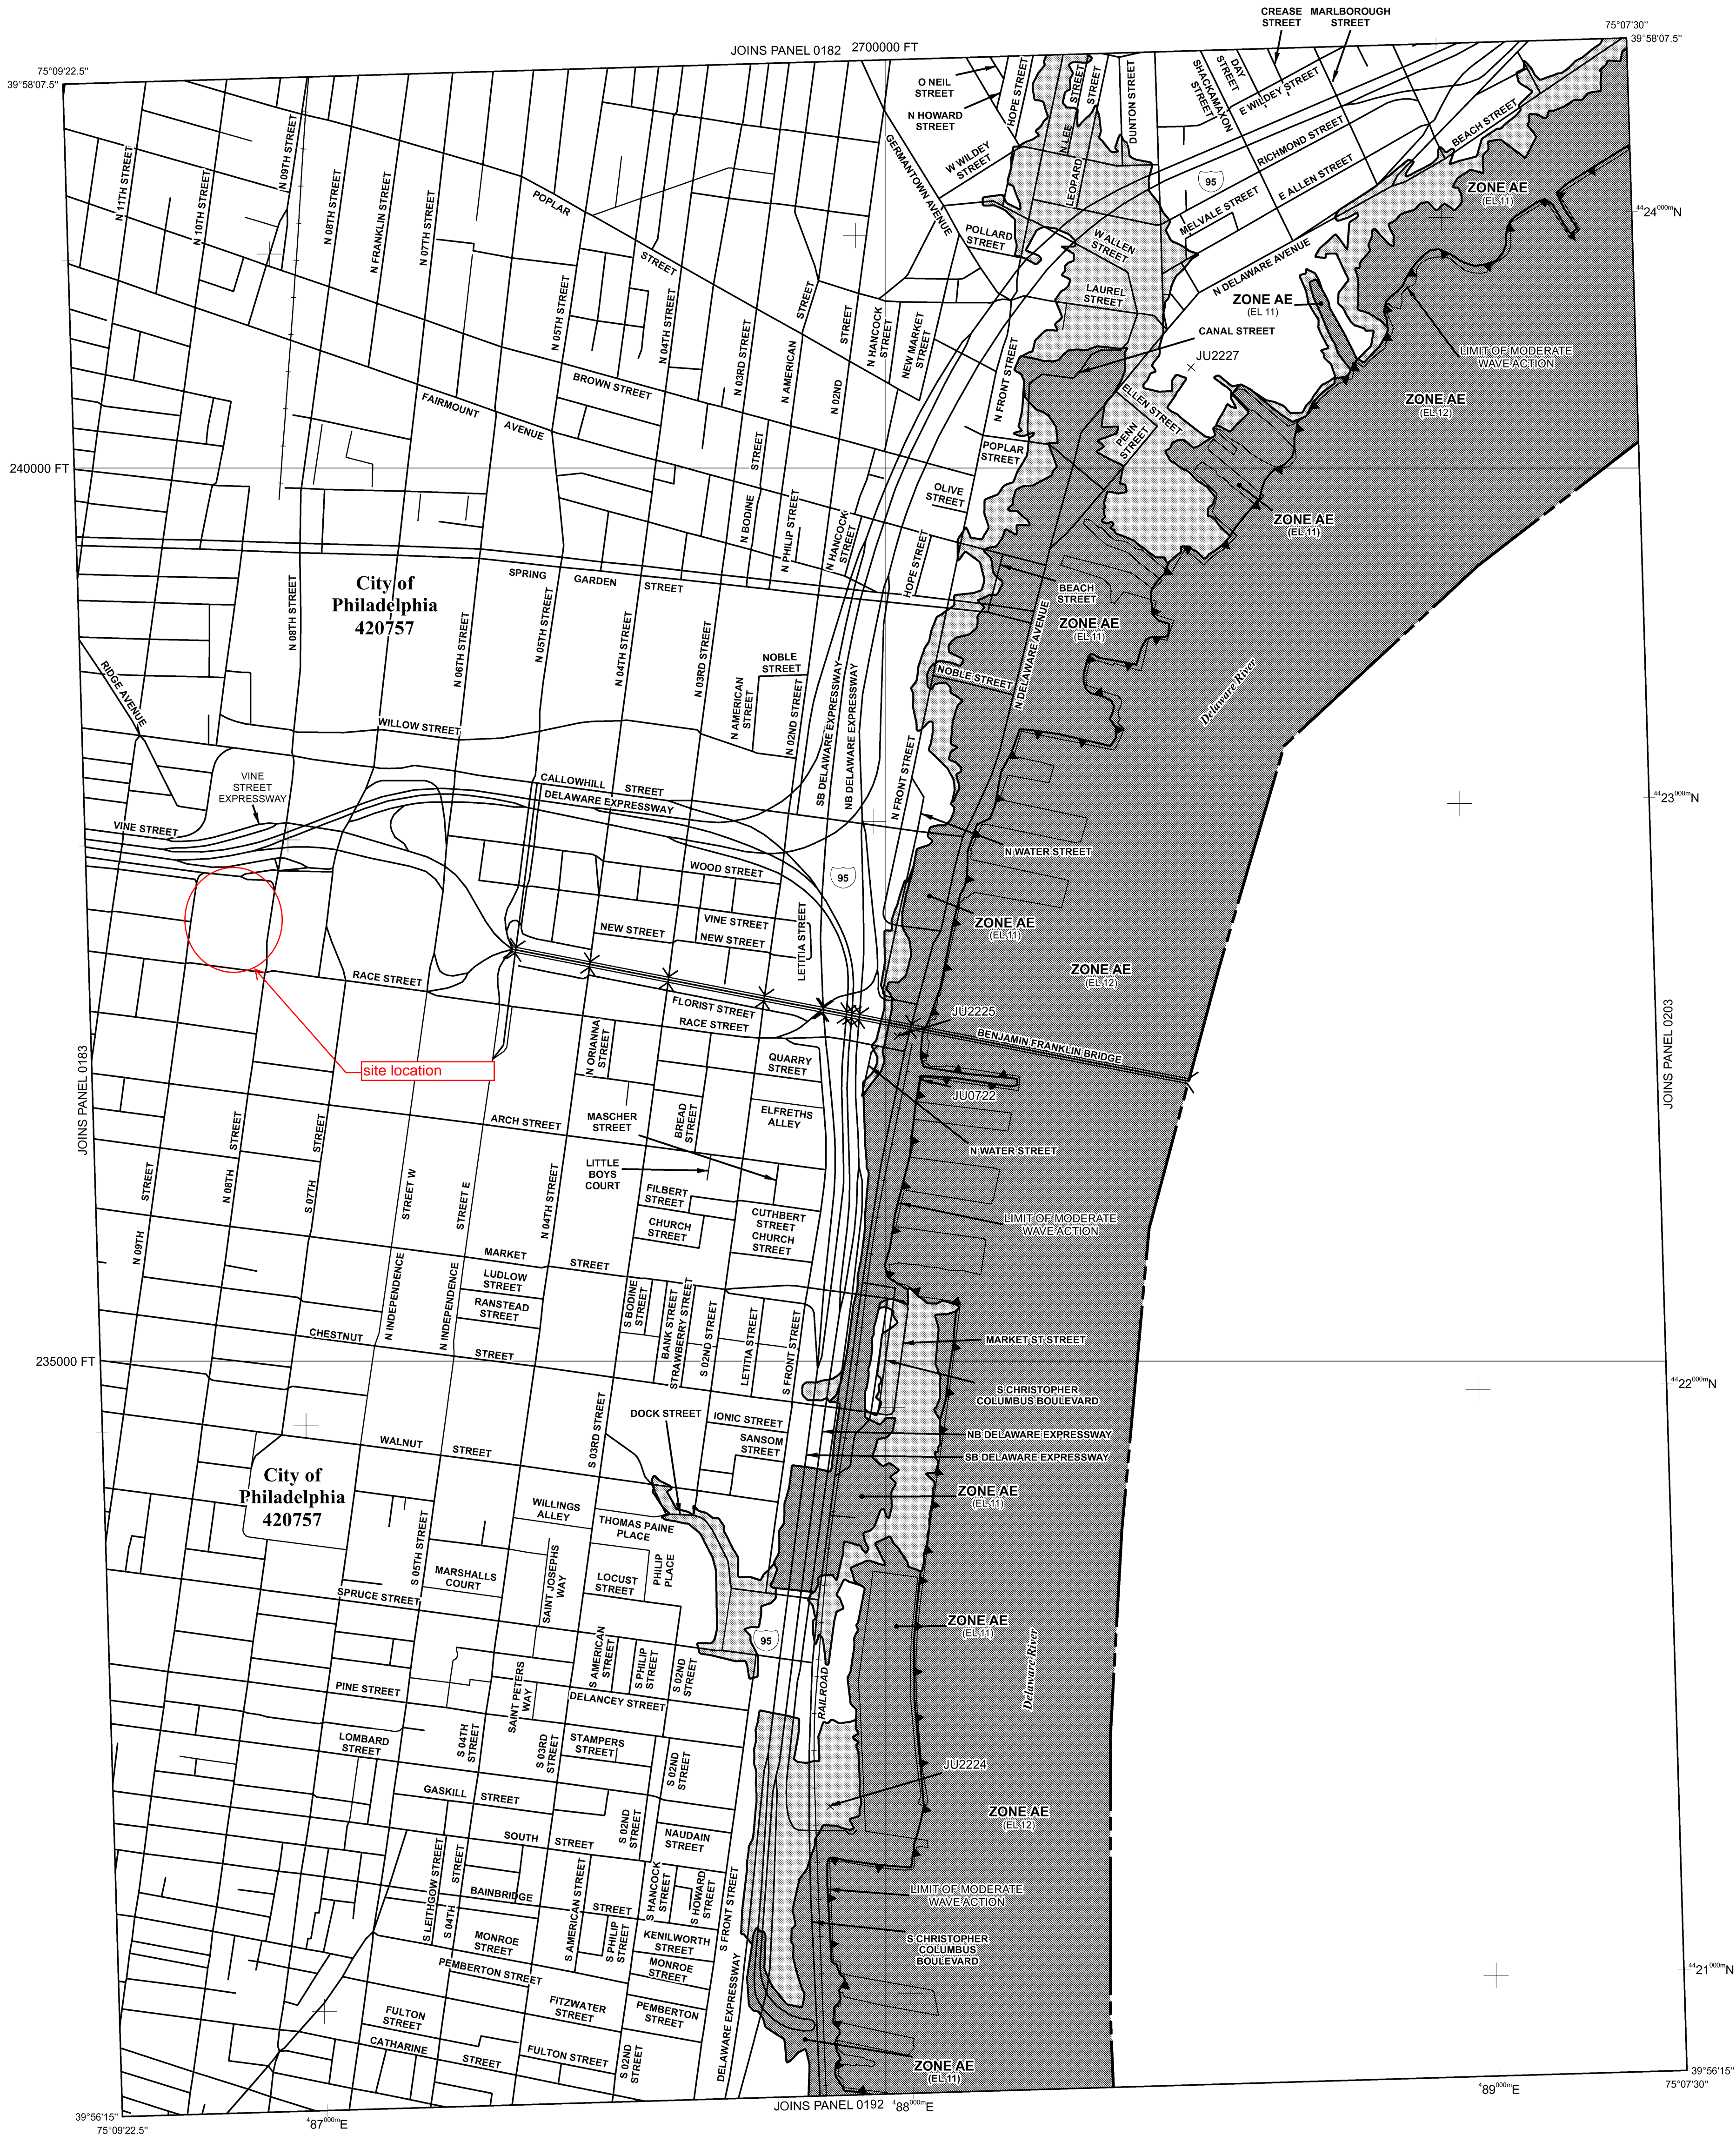 CREASE
STREET
MARLBOROUGH
STREET
75°07'30"
39°58'07.5"
JOINS PANEL 0182
2700000 FT
75°09'22.5"
39°58'07.5"
O NEIL
STREET
N HOWARD
STREET
HOPE STREET
STREET
STREET
N LEE
LEOPARD
DUNTON STREET
SHACKAMAXON
STREET
DAY
STREET
E WILDEY STREET
RICHMOND STREET
BEACH STREET
W WILDEY
STREET
GERMANTOWN AVENUE
95
MELVALE STREET
E ALLEN STREET
ZONE AE
(EL 11)
4424000mN
N 11TH STREET
N 10TH STREET
N 09TH STREET
N 08TH STREET
N FRANKLIN STREET
N 07TH STREET
POPLAR
STREET
POLLARD
STREET
W ALLEN
STREET
LAUREL
STREET
N DELAWARE AVENUE
ZONE AE
(EL 11)
CANAL STREET
JU2227
LIMIT OF MODERATE
WAVE ACTION
N 05TH STREET
N 04TH STREET
N 03RD STREET
N AMERICAN
STREET
N 02ND
STREET
N HANCOCK
STREET
NEW MARKET
STREET
N FRONT STREET
BROWN STREET
FAIRMOUNT
AVENUE
ELLEN STREET
PENN
STREET
ZONE AE
(EL 12)
240000 FT
POPLAR
STREET
OLIVE
STREET
N BODINE
STREET
N PHILIP STREET
N HANCOCK
STREET
HOPE STREET
ZONE AE
(EL 11)
SPRING
GARDEN
STREET
City of
Philadelphia
420757
BEACH
STREET
ZONE AE
(EL 11)
N 08TH STREET
N 06TH STREET
N 05TH STREET
N 04TH STREET
N 03RD STREET
N AMERICAN
STREET
NOBLE
STREET
N 02ND STREET
SB DELAWARE EXPRESSWAY
NB DELAWARE EXPRESSWAY
NOBLE STREET
N DELAWARE AVENUE
Delaware River
RIDGE AVENUE
WILLOW STREET
N FRONT STREET
VINE
STREET
EXPRESSWAY
CALLOWHILL
STREET
DELAWARE EXPRESSWAY
4423000mN
VINE STREET
N WATER STREET
WOOD STREET
95
VINE STREET
NEW STREET
NEW STREET
LETITIA STREET
ZONE AE
(EL 11)
ZONE AE
(EL 12)
RACE STREET
FLORIST STREET
RACE STREET
JU2225
BENJAMIN FRANKLIN BRIDGE
JOINS PANEL 0203
JOINS PANEL 0183
site location
N ORIANNA
STREET
QUARRY
STREET
JU0722
ARCH STREET
MASCHER
STREET
BREAD
STREET
ELFRETHS
ALLEY
N WATER STREET
LITTLE
BOYS
COURT
FILBERT
STREET
CHURCH
STREET
CUTHBERT
STREET
CHURCH
STREET
N 09TH
STREET
N 08TH
STREET
S 07TH
STREET
N INDEPENDENCE
STREET W
N INDEPENDENCE
STREET E
N 04TH STREET
LIMIT OF MODERATE
WAVE ACTION
MARKET
STREET
LUDLOW
STREET
RANSTEAD
STREET
S BODINE
STREET
BANK STREET
STRAWBERRY STREET
S 02ND STREET
LETITIA STREET
S FRONT STREET
CHESTNUT
STREET
MARKET ST STREET
235000 FT
S CHRISTOPHER
COLUMBUS BOULEVARD
4422000mN
S 03RD STREET
DOCK STREET
IONIC STREET
SANSOM
STREET
NB DELAWARE EXPRESSWAY
SB DELAWARE EXPRESSWAY
WALNUT
STREET
City of
Philadelphia
420757
ZONE AE
(EL 11)
WILLINGS
ALLEY
THOMAS PAINE
PLACE
S 05TH STREET
MARSHALLS
COURT
SAINT JOSEPHS
WAY
LOCUST
STREET
PHILIP
PLACE
SPRUCE STREET
ZONE AE
(EL 11)
95
S AMERICAN
STREET
S PHILIP
STREET
S 02ND
STREET
Delaware River
PINE STREET
SAINT PETERS
WAY
DELANCEY STREET
RAILROAD
LOMBARD
STREET
S 04TH
STREET
S 03RD
STREET
STAMPERS
STREET
S 02ND
STREET
JU2224
GASKILL
STREET
ZONE AE
(EL 12)
SOUTH
STREET
S 02ND
STREET
NAUDAIN
STREET
S LEITHGOW STREET
S 04TH
STREET
BAINBRIDGE
STREET
S AMERICAN STREET
S PHILIP
STREET
S HANCOCK
STREET
S HOWARD
STREET
S FRONT STREET
LIMIT OF MODERATE
WAVE ACTION
MONROE
STREET
KENILWORTH
STREET
MONROE
STREET
S CHRISTOPHER
COLUMBUS
BOULEVARD
PEMBERTON STREET
FITZWATER
STREET
PEMBERTON
STREET
DELAWARE EXPRESSWAY
4421000mN
FULTON
STREET
CATHARINE
STREET
FULTON STREET
S 02ND
STREET
ZONE AE
(EL 11)
39°56'15"
75°07'30"
JOINS PANEL 0192
488000mE
489000mE
487000mE
39°56'15"
75°09'22.5"